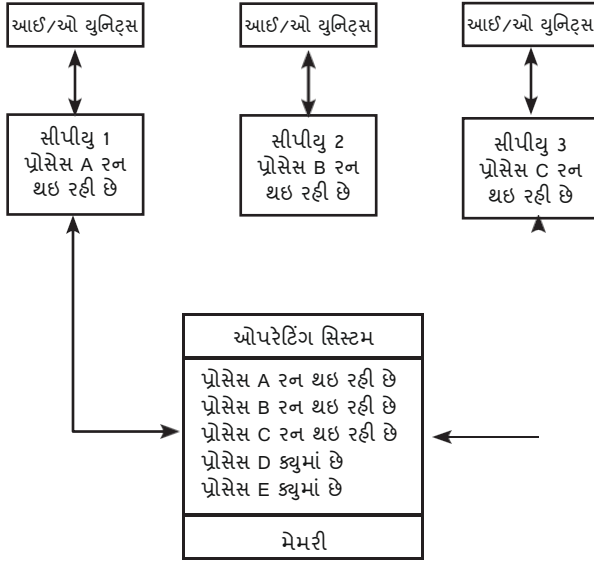 આઈ/ઓ યુનિટ્સ
આઈ/ઓ યુનિટ્સ
આઈ/ઓ યુનિટ્સ
સીપીયુ 1
પ્રોસેસ A રન
થઇ રહી છે
સીપીયુ 2
પ્રોસેસ B રન
થઇ રહી છે
સીપીયુ 3
પ્રોસેસ C રન
થઇ રહી છે
ઓપરેટિંગ સિસ્ટમ
પ્રોસેસ A રન થઇ રહી છે
પ્રોસેસ B રન થઇ રહી છે
પ્રોસેસ C રન થઇ રહી છે
પ્રોસેસ D ક્યુમાં છે
પ્રોસેસ E ક્યુમાં છે
મેમરી